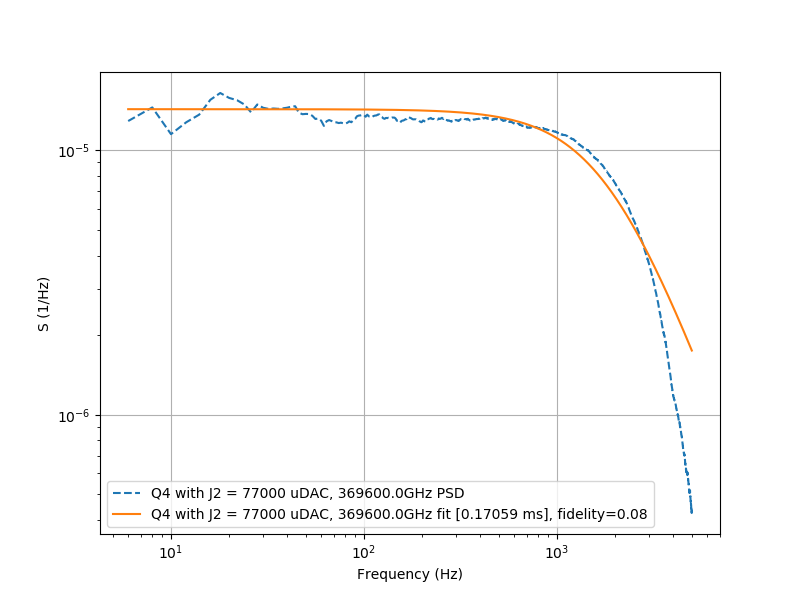 10⁻⁵
10⁻⁶
S (1/Hz)
Q4 with J2 = 77000 uDAC, 369600.0GHz PSD
Q4 with J2 = 77000 uDAC, 369600.0GHz fit [0.17059 ms], fidelity=0.08
10¹ 10² 10³
Frequency (Hz)